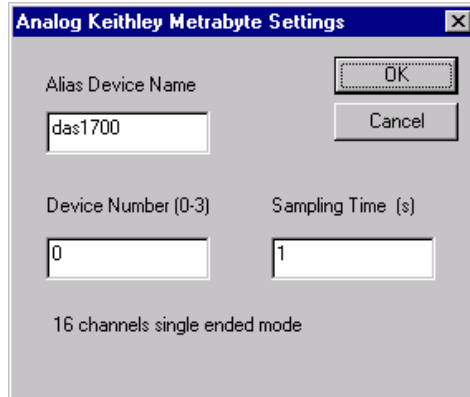 Analog Keithley Metrabyte Settings
Alias Device Name
OK
das1700
Cancel
Device Number (0-3)
Sampling Time (s)
0
1
16 channels single ended mode